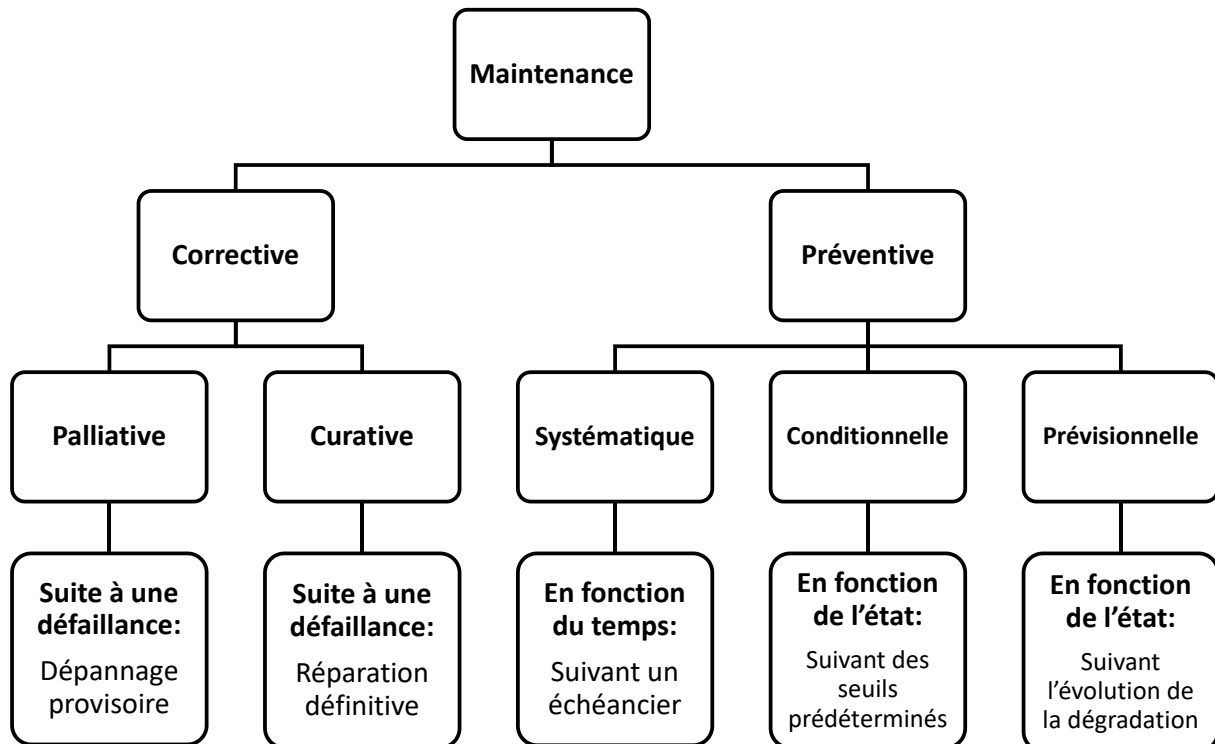 Maintenance
Corrective
Préventive
Palliative
Curative
Systématique
Conditionnelle
Prévisionnelle
Suite à une
défaillance:
Dépannage
provisoire
Suite à une
défaillance:
Réparation
définitive
En fonction
du temps:
Suivant un
échéancier
En fonction
de l’état:
Suivant des
seuils
prédéterminés
En fonction
de l’état:
Suivant
l’évolution de
la dégradation